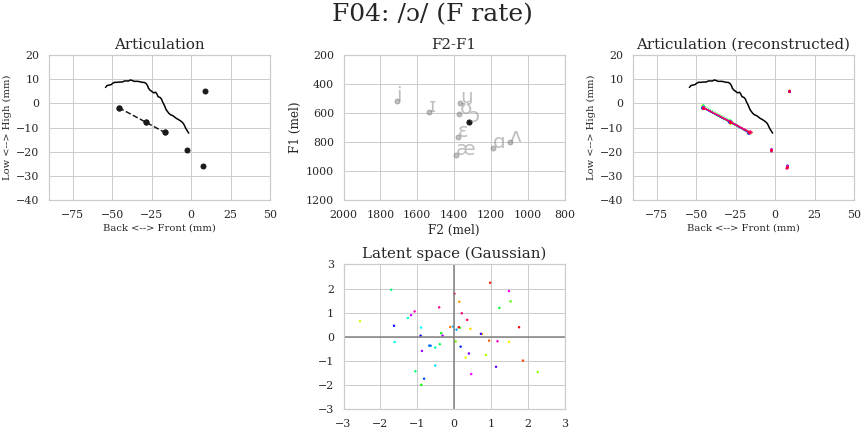 F04: /ɔ/ (F rate)
Articulation
F2-F1
Articulation (reconstructed)
20
10
0
−10
−20
−30
−40
Low <--> High (mm)
−75
−50
−25
0
25
50
Back <--> Front (mm)
200
400
600
800
1000
1200
F1 (mel)
i
ɪ
u
ʊ
ɔ
ɛ
æ
ɑ
ʌ
2000
1800
1600
1400
1200
1000
800
F2 (mel)
20
10
0
−10
−20
−30
−40
Low <--> High (mm)
−75
−50
−25
0
25
50
Back <--> Front (mm)
Latent space (Gaussian)
3
2
1
0
−1
−2
−3
−3
−2
−1
0
1
2
3